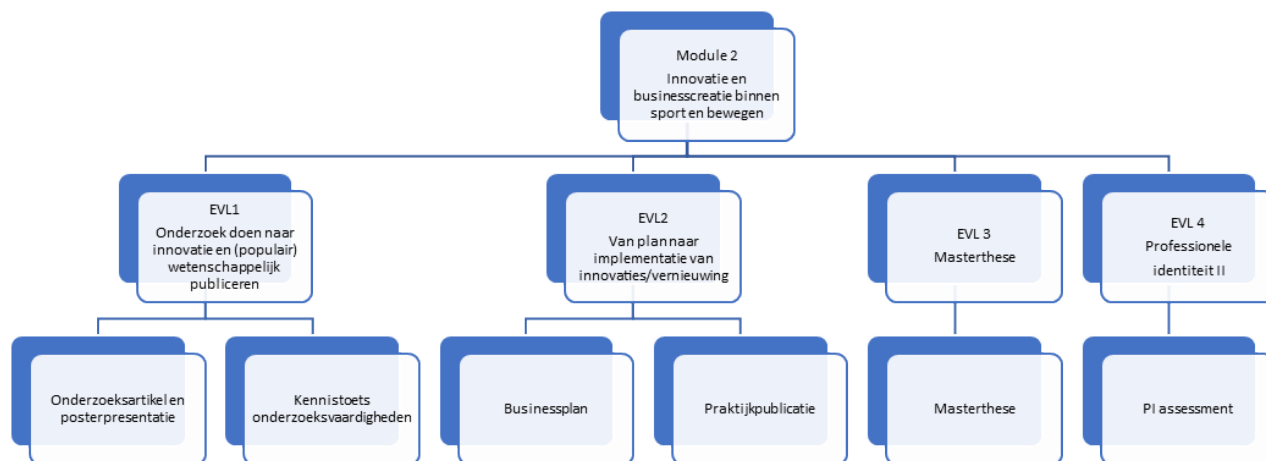 Module 2
Innovatie en
businesscreatie binnen
sport en bewegen
EVL1
Onderzoek doen naar
innovatie en (populair)
wetenschappelijk
publiceren
EVL2
Van plan naar
implementatie van
innovaties/vernieuwing
EVL 3
Masterthese
EVL 4
Professionele
identiteit II
Onderzoeksartikel en
posterpresentatie
Kennistoets
onderzoeksvaardigheden
Businessplan
Praktijkpublicatie
Masterthese
PI assessment